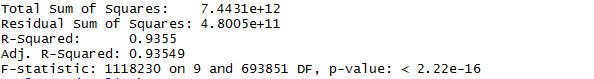 Total Sum of Squares:    7.4431e+12
Residual Sum of Squares: 4.8005e+11
R-Squared:      0.9355
Adj. R-Squared: 0.93549
F-statistic: 1118230 on 9 and 693851 DF, p-value: < 2.22e-16